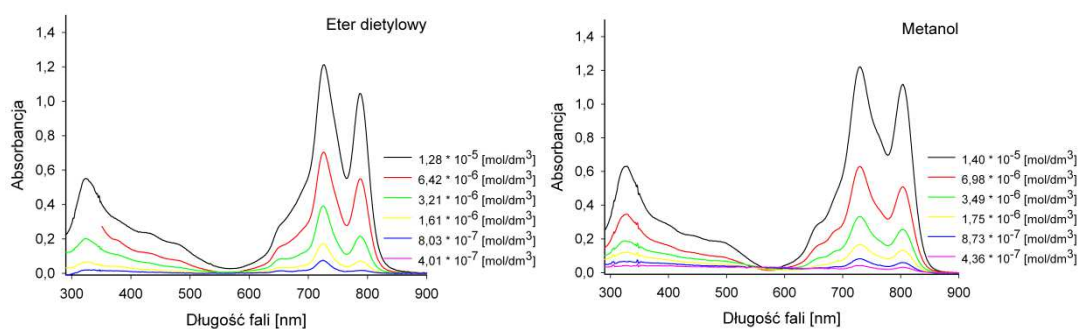 Eter dietylowy
1,4
1,2
1,0
0,8
0,6
0,4
0,2
0,0
Absorbancja
1,28 * 10-5 [mol/dm3]
6,42 * 10-6 [mol/dm3]
3,21 * 10-6 [mol/dm3]
1,61 * 10-6 [mol/dm3]
8,03 * 10-7 [mol/dm3]
4,01 * 10-7 [mol/dm3]
300 400 500 600 700 800 900
Długość fali [nm]
Metanol
1,4
1,2
1,0
0,8
0,6
0,4
0,2
0,0
Absorbancja
1,40 * 10-5 [mol/dm3]
6,98 * 10-6 [mol/dm3]
3,49 * 10-6 [mol/dm3]
1,75 * 10-6 [mol/dm3]
8,73 * 10-7 [mol/dm3]
4,36 * 10-7 [mol/dm3]
300 400 500 600 700 800 900
Długość fali [nm]